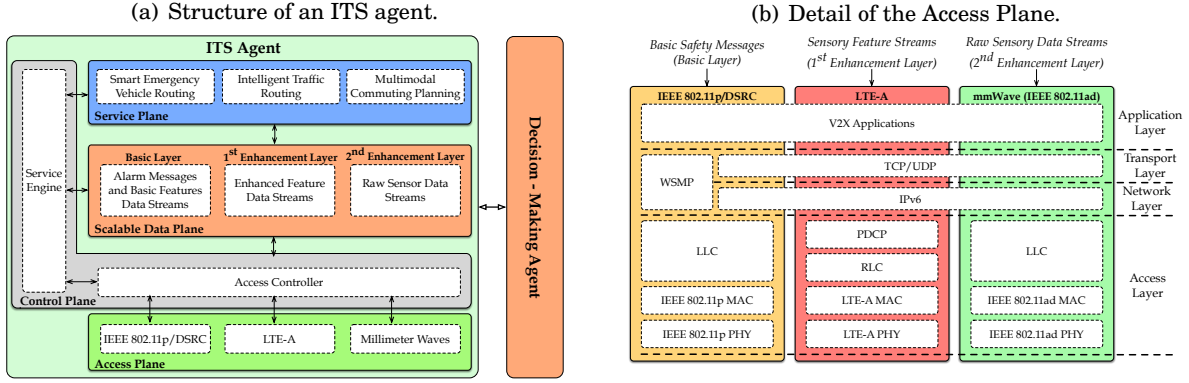 (a) Structure of an ITS agent.
ITS Agent
Service
Engine
Smart Emergency
Vehicle Routing
Intelligent Traffic
Routing
Multimodal
Commuting Planning
Service Plane
Basic Layer
1st Enhancement Layer
2nd Enhancement Layer
Alarm Messages
and Basic Features
Data Streams
Enhanced Feature
Data Streams
Raw Sensor Data
Streams
Scalable Data Plane
Access Controller
Control Plane
IEEE 802.11p/DSRC
LTE-A
Millimeter Waves
Access Plane
Decision - Making Agent
(b) Detail of the Access Plane.
Basic Safety Messages
(Basic Layer)
Sensory Feature Streams
(1st Enhancement Layer)
Raw Sensory Data Streams
(2nd Enhancement Layer)
IEEE 802.11p/DSRC
LTE-A
mmWave (IEEE 802.11ad)
V2X Applications
Application
Layer
WSMP
TCP/UDP
Transport
Layer
IPv6
Network
Layer
LLC
PDCP
RLC
LLC
Access
Layer
IEEE 802.11p MAC
LTE-A MAC
IEEE 802.11ad MAC
IEEE 802.11p PHY
LTE-A PHY
IEEE 802.11ad PHY